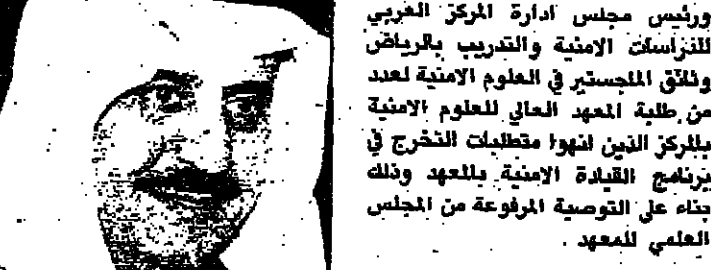 ورئيس مجلس ادارة المركز العربي
للدراسات الامنية والتدريب بالرياض
وثائق الماجستير في العلوم الامنية لعدد
من طلبة المعهد العالي للعلوم الامنية
بالمركز الذين انهوا متطلبات التخرج في
برنامج القيادة الامنية بالمعهد وذلك
بناء على التوصية المرفوعة من المجلس
العلمي للمعهد .